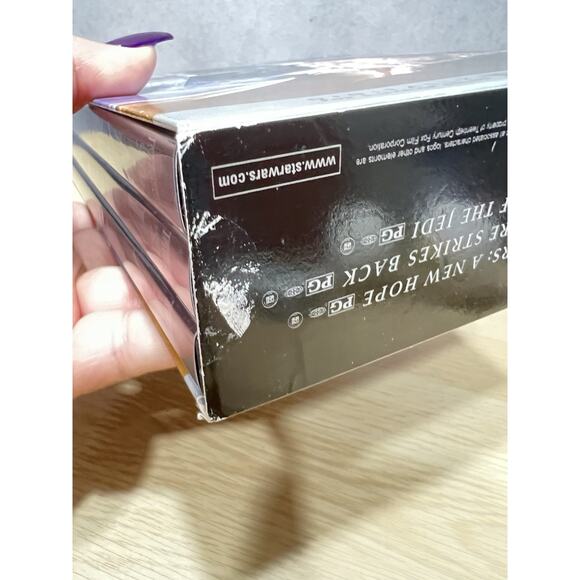 RS: A NEW HOPE PG
RE STRIKES BACK PG
F THE JEDI PG
www.starwars.com
associated characters, logos and other elements are
property of Twentieth Century Fox Film Corporation.